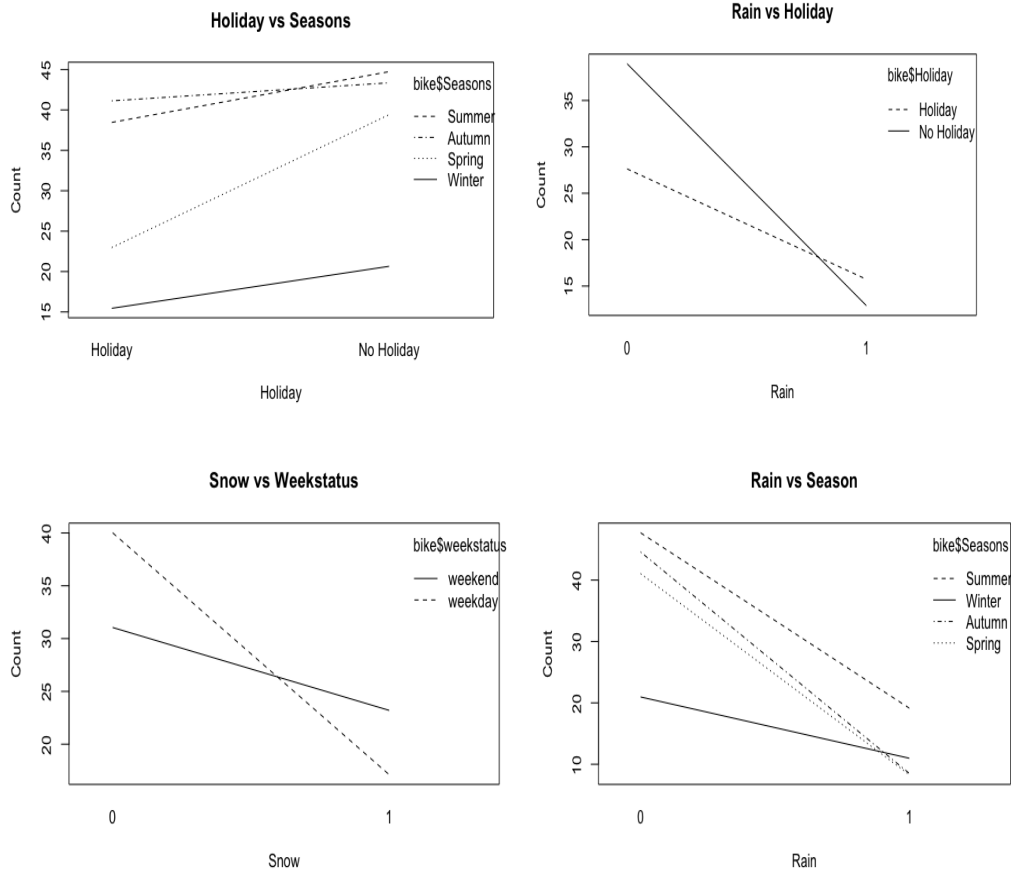 Holiday vs Seasons
Count
45
40
35
30
25
20
15
bike$Seasons
Summer
Autumn
Spring
Winter
Holiday
No Holiday
Holiday
Rain vs Holiday
Count
35
30
25
20
15
bike$Holiday
Holiday
No Holiday
0
1
Rain
Snow vs Weekstatus
Count
40
35
30
25
20
bike$weekstatus
weekend
weekday
0
1
Snow
Rain vs Season
Count
40
30
20
10
bike$Seasons
Summer
Winter
Autumn
Spring
0
1
Rain